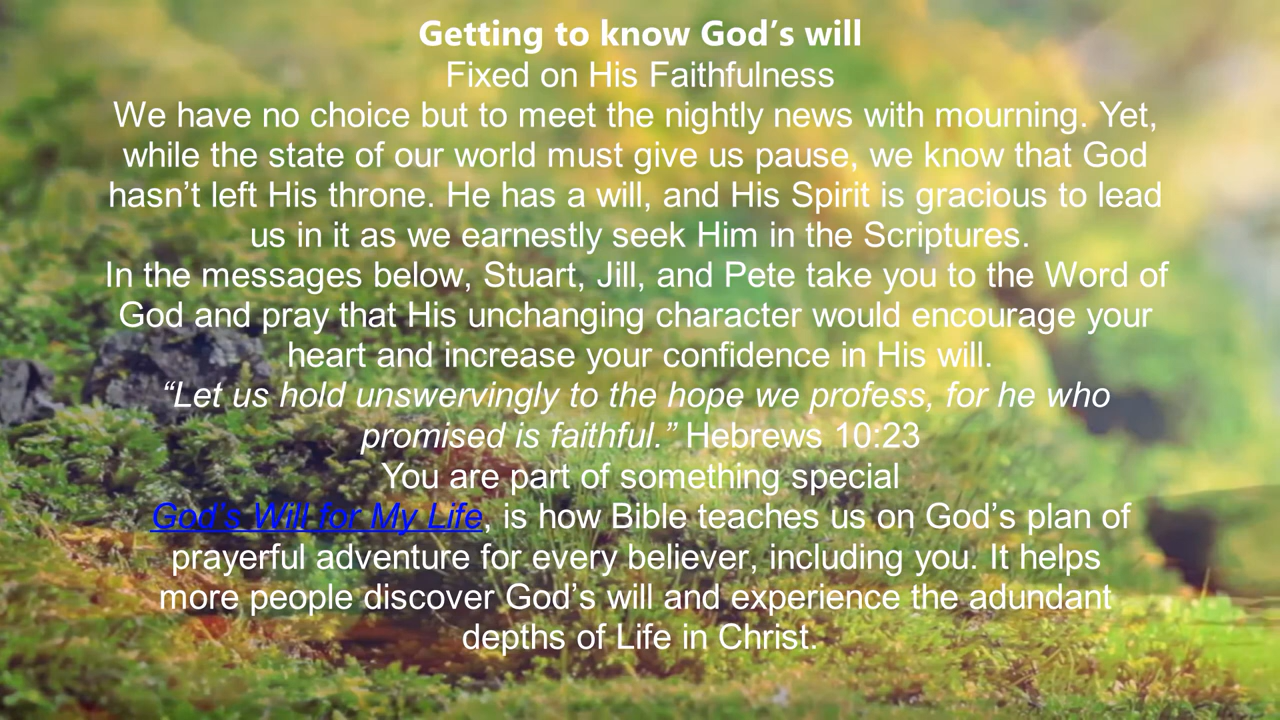 Getting to know God’s will
Fixed on His Faithfulness
We have no choice but to meet the nightly news with mourning. Yet,
while the state of our world must give us pause, we know that God
hasn’t left His throne. He has a will, and His Spirit is gracious to lead
us in it as we earnestly seek Him in the Scriptures.
In the messages below, Stuart, Jill, and Pete take you to the Word of
God and pray that His unchanging character would encourage your
heart and increase your confidence in His will.
“Let us hold unswervingly to the hope we profess, for he who
promised is faithful.” Hebrews 10:23
You are part of something special
God’s Will for My Life, is how Bible teaches us on God’s plan of
prayerful adventure for every believer, including you. It helps
more people discover God’s will and experience the adundant
depths of Life in Christ.